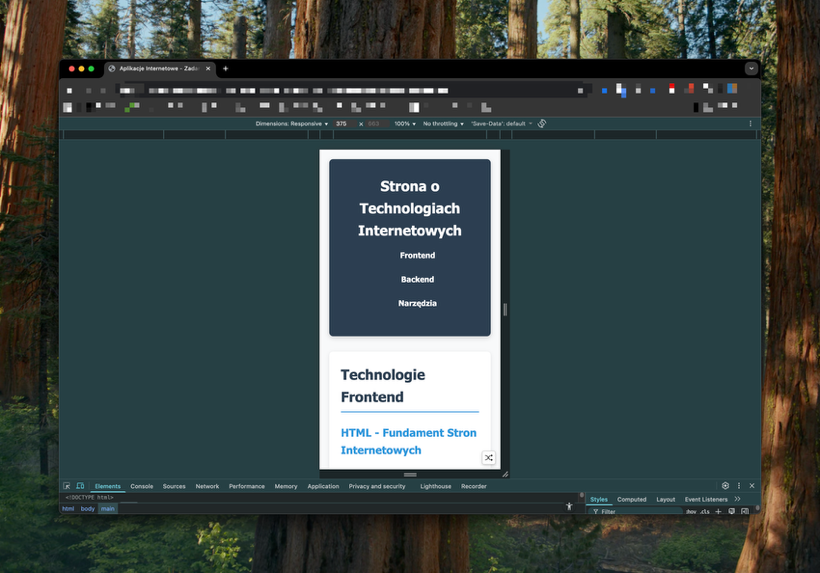 Aplikacje Internetowe - Zad
Dimensions: Responsive 375 × 100% No throttling "Save-Data": default
Strona o
Technologiach
Internetowych
Frontend
Backend
Narzędzia
Technologie
Frontend
HTML - Fundament Stron
Internetowych
Elements Console Sources Network Performance Memory Application Privacy and security Lighthouse Recorder
<!DOCTYPE html>
Styles Computed Layout Event Listeners
Filter :hov .cls
html body main